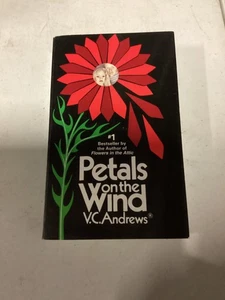 #1
Bestseller by
the Author of
Flowers in the Attic
Petals
on the
Wind
V.C. Andrews®